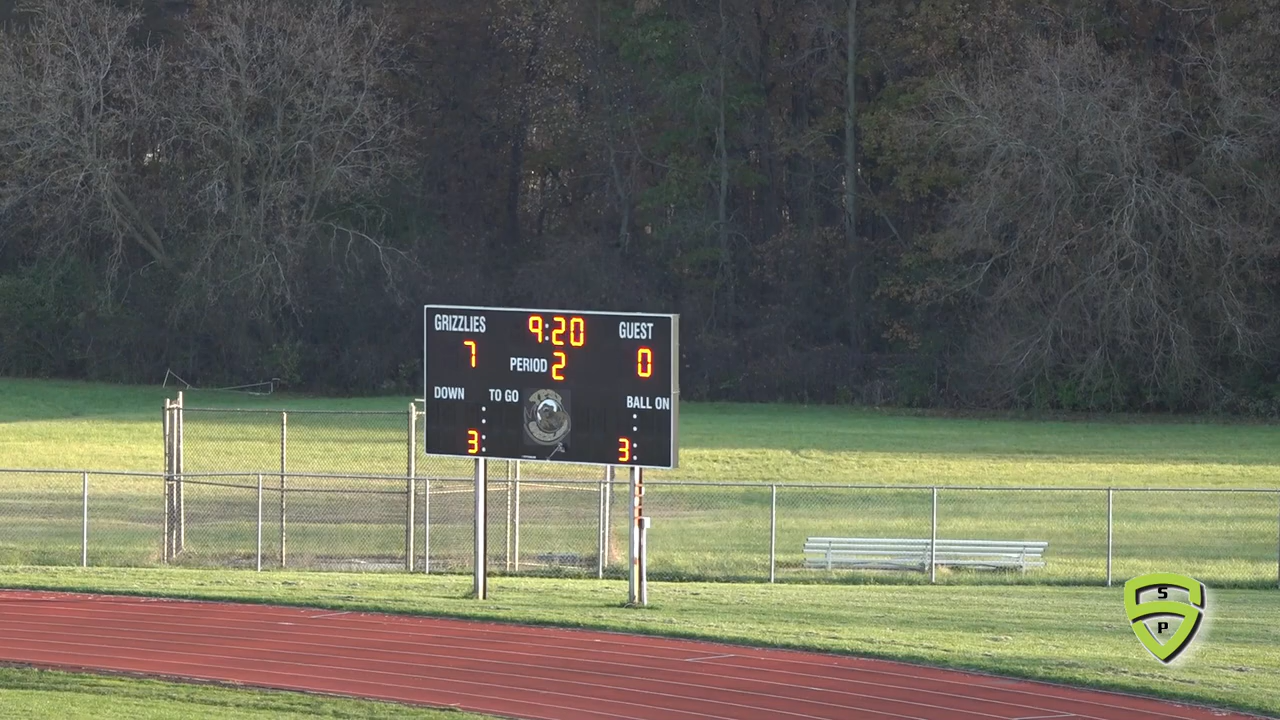 GRIZZLIES 9:20 GUEST
7 PERIOD 2 0
DOWN TO GO BALL ON
3 3
S
P